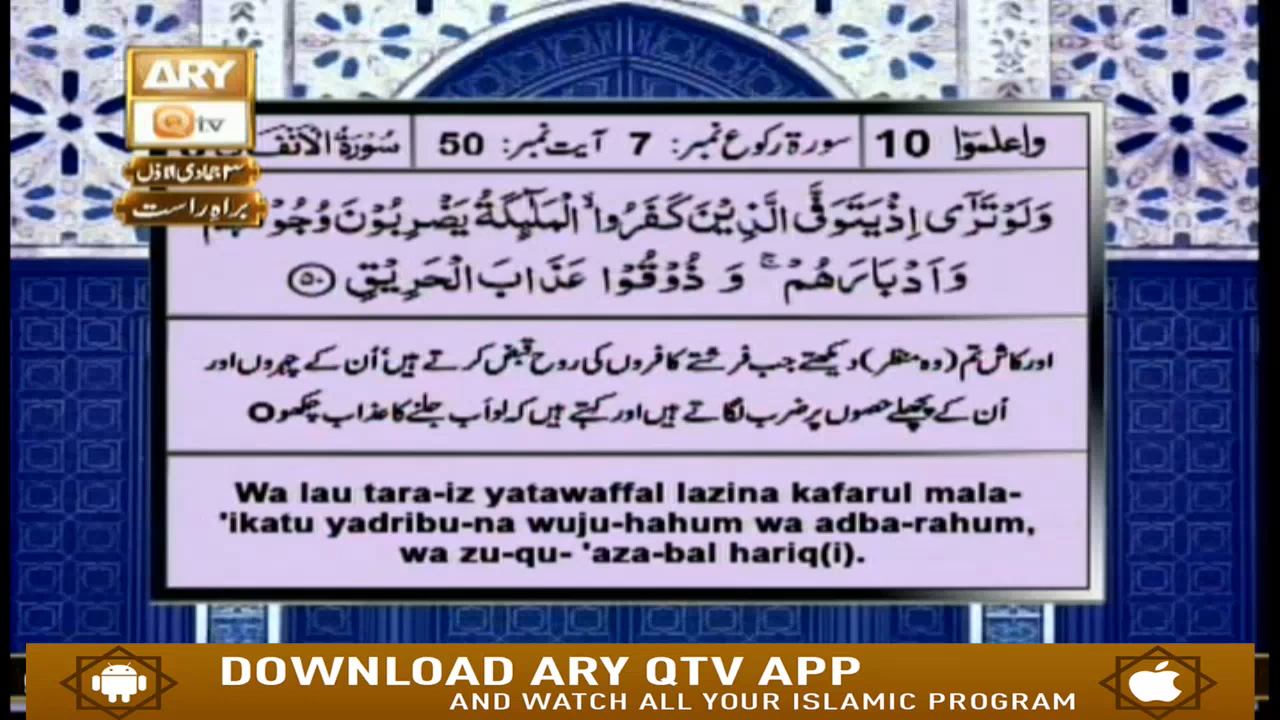 ARY
Qtv
براہِ راست
واعلموا 10
سورۃ رکوع نمبر: 7 آیت نمبر: 50
سُوْرَةُ الْاَنْفَ
وَلَوْ تَرٰٓى اِذْ يَتَوَفَّى الَّذِيْنَ كَفَرُوا ۙ الْمَلٰٓئِكَةُ يَضْرِبُوْنَ وُجُوْهَهُمْ
وَاَدْبَارَهُمْ ۚ وَ ذُوْقُوْا عَذَابَ الْحَرِيْقِ ۝۵۰
اور کاش تم (وہ منظر) دیکھتے جب فرشتے کافروں کی روح قبض کرتے ہیں' اُن کے چہروں اور
اُن کے پچھلے حصوں پر ضرب لگاتے ہیں اور کہتے ہیں کہ لو اَب جلنے کا عذاب چکھو O
Wa lau tara-iz yatawaffal lazina kafarul mala-
'ikatu yadribu-na wuju-hahum wa adba-rahum,
wa zu-qu- 'aza-bal hariq(i).
DOWNLOAD ARY QTV APP
AND WATCH ALL YOUR ISLAMIC PROGRAM